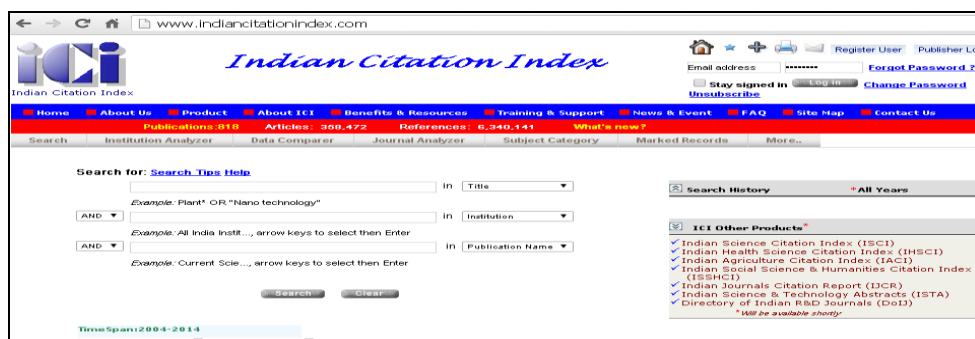 www.indiancitationindex.com
ici
Indian Citation Index
Indian Citation Index
Register User Publisher Lo
Email address ••••••••
Forgot Password ?
Stay signed in Log in Change Password
Unsubscribe
Home About Us Product About ICI Benefits & Resources Training & Support News & Event FAQ Site Map Contact Us
Publications:818 Articles: 358,472 References: 6,340,141 What's new?
Search Institution Analyzer Data Comparer Journal Analyzer Subject Category Marked Records More..
Search for: Search Tips Help
in Title
Example: Plant* OR "Nano technology"
AND in Institution
Example: All India Instit..., arrow keys to select then Enter
AND in Publication Name
Example: Current Scie..., arrow keys to select then Enter
Search Clear
TimeSpan:2004-2014
Search History *All Years
ICI Other Products*
Indian Science Citation Index (ISCI)
Indian Health Science Citation Index (IHSCI)
Indian Agriculture Citation Index (IACI)
Indian Social Science & Humanities Citation Index
(ISSHCI)
Indian Journals Citation Report (IJCR)
Indian Science & Technology Abstracts (ISTA)
Directory of Indian R&D Journals (DoIJ)
*Will be available shortly